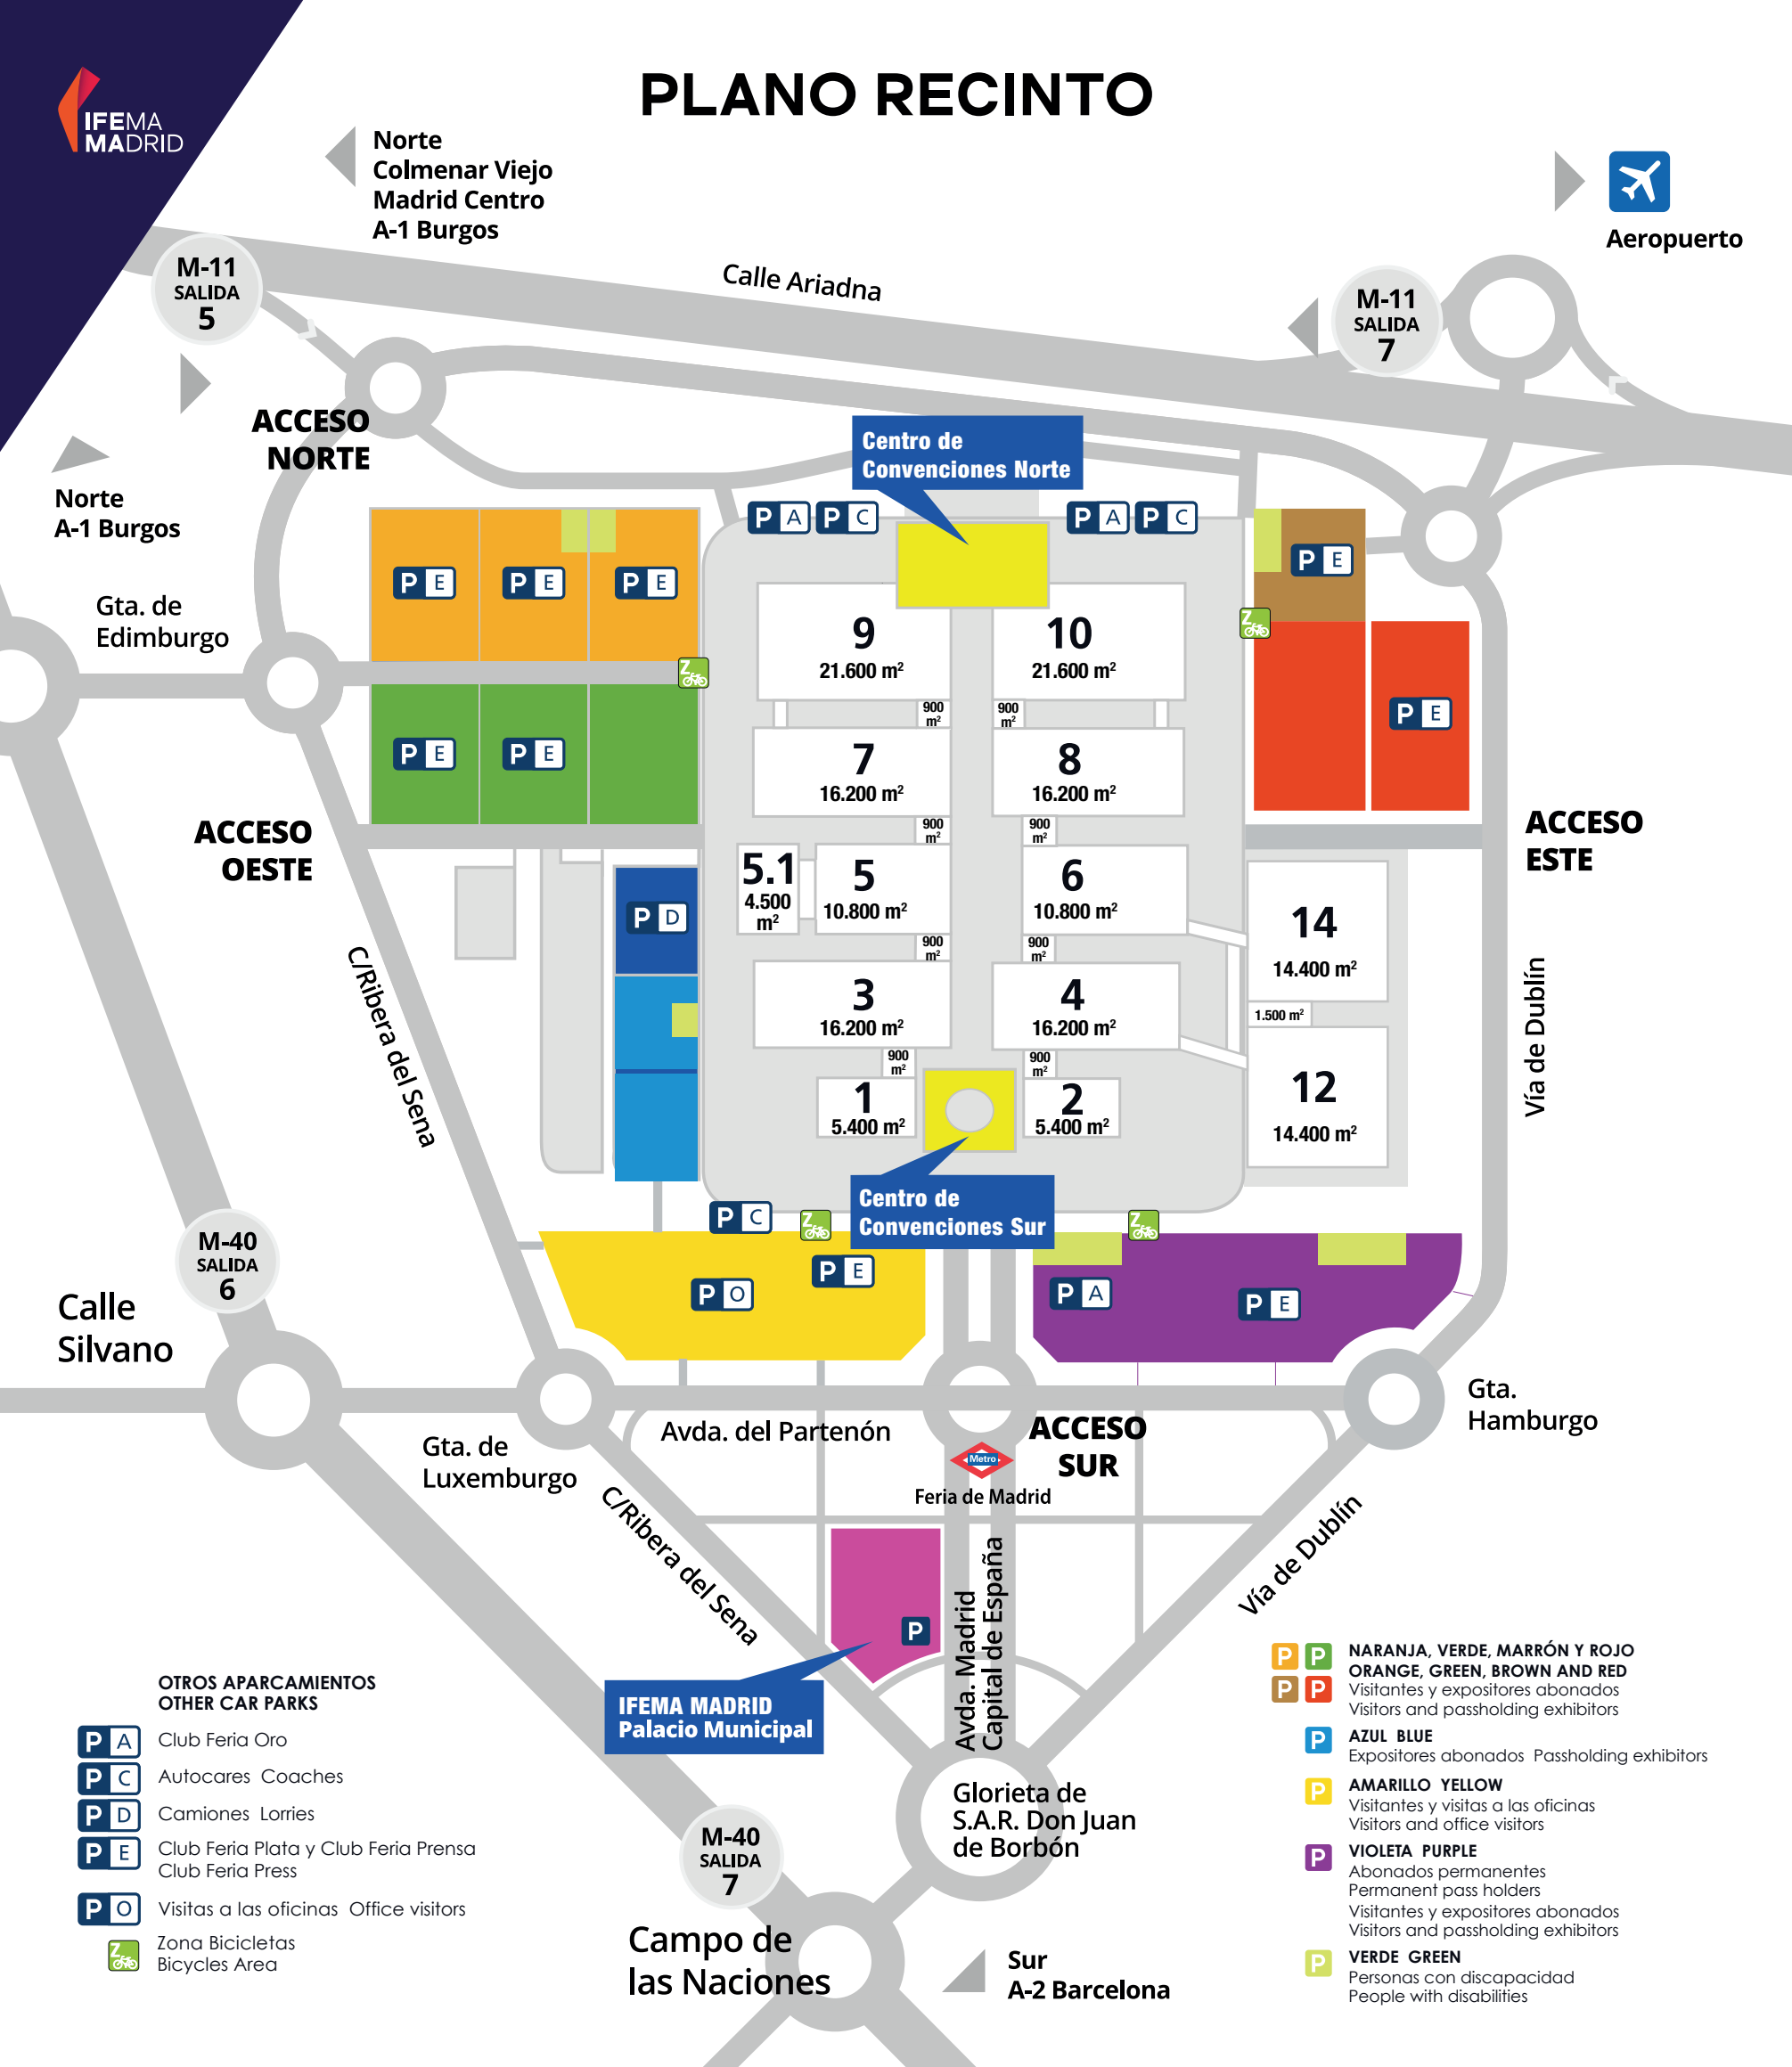 IFEMA
MADRID
PLANO RECINTO
Norte
Colmenar Viejo
Madrid Centro
A-1 Burgos
Aeropuerto
M-11
SALIDA
5
Calle Ariadna
M-11
SALIDA
7
ACCESO
NORTE
Norte
A-1 Burgos
Centro de
Convenciones Norte
P A
P C
P A
P C
P E
P E
P E
P E
Gta. de
Edimburgo
Z
Z
9
21.600 m²
10
21.600 m²
900
m²
900
m²
P E
P E
P E
7
16.200 m²
8
16.200 m²
900
m²
900
m²
ACCESO
OESTE
ACCESO
ESTE
5.1
4.500
m²
5
10.800 m²
6
10.800 m²
P D
14
14.400 m²
900
m²
900
m²
C/Ribera del Sena
3
16.200 m²
4
16.200 m²
1.500 m²
Vía de Dublín
900
m²
900
m²
1
5.400 m²
2
5.400 m²
12
14.400 m²
Centro de
Convenciones Sur
P C
Z
Z
M-40
SALIDA
6
P O
P E
P A
P E
Calle
Silvano
Gta.
Hamburgo
Avda. del Partenón
ACCESO
SUR
Gta. de
Luxemburgo
Metro
Feria de Madrid
C/Ribera del Sena
Vía de Dublín
Avda. Madrid
Capital de España
P
IFEMA MADRID
Palacio Municipal
Glorieta de
S.A.R. Don Juan
de Borbón
M-40
SALIDA
7
Campo de
las Naciones
Sur
A-2 Barcelona
OTROS APARCAMIENTOS
OTHER CAR PARKS
P A Club Feria Oro
P C Autocares Coaches
P D Camiones Lorries
P E Club Feria Plata y Club Feria Prensa
Club Feria Press
P O Visitas a las oficinas Office visitors
Z Zona Bicicletas
Bicycles Area
P P NARANJA, VERDE, MARRÓN Y ROJO
ORANGE, GREEN, BROWN AND RED
P P Visitantes y expositores abonados
Visitors and passholding exhibitors
P AZUL BLUE
Expositores abonados Passholding exhibitors
P AMARILLO YELLOW
Visitantes y visitas a las oficinas
Visitors and office visitors
P VIOLETA PURPLE
Abonados permanentes
Permanent pass holders
Visitantes y expositores abonados
Visitors and passholding exhibitors
P VERDE GREEN
Personas con discapacidad
People with disabilities